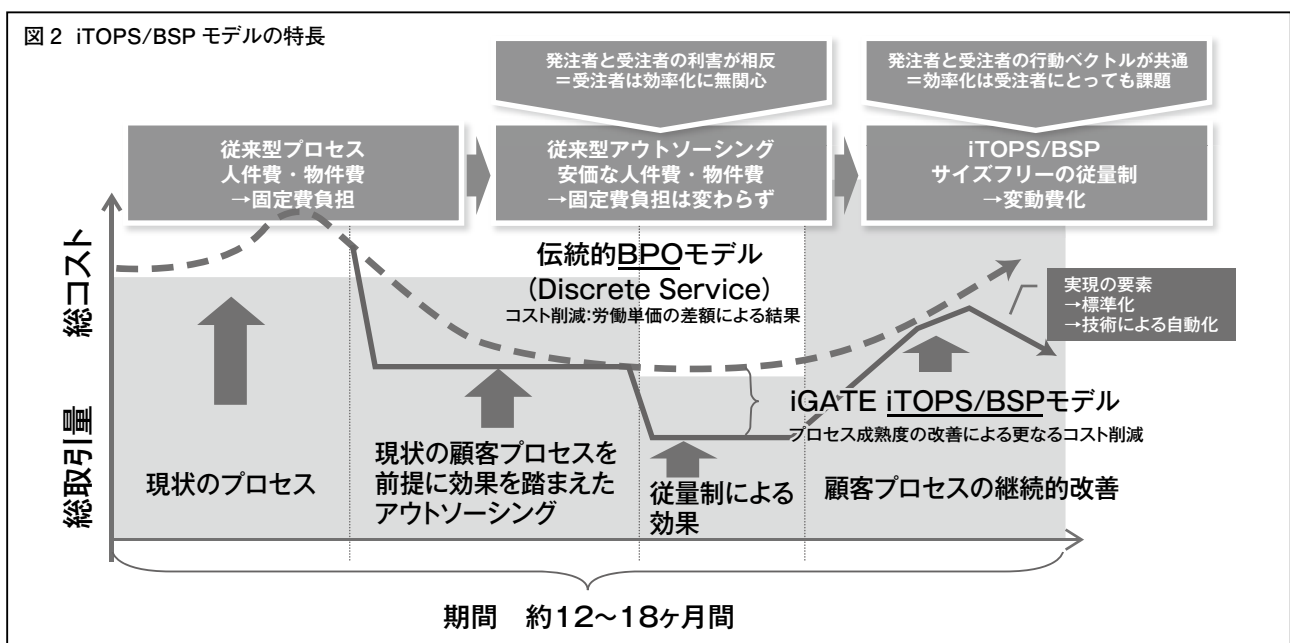 図2 iTOPS/BSP モデルの特長
発注者と受注者の利害が相反
＝受注者は効率化に無関心
発注者と受注者の行動ベクトルが共通
＝効率化は受注者にとっても課題
従来型プロセス
人件費・物件費
→固定費負担
従来型アウトソーシング
安価な人件費・物件費
→固定費負担は変わらず
iTOPS/BSP
サイズフリーの従量制
→変動費化
総コスト
総取引量
伝統的BPOモデル
(Discrete Service)
コスト削減:労働単価の差額による結果
実現の要素
→標準化
→技術による自動化
iGATE iTOPS/BSPモデル
プロセス成熟度の改善による更なるコスト削減
現状のプロセス
現状の顧客プロセスを
前提に効果を踏まえた
アウトソーシング
従量制による
効果
顧客プロセスの継続的改善
期間 約12～18ヶ月間